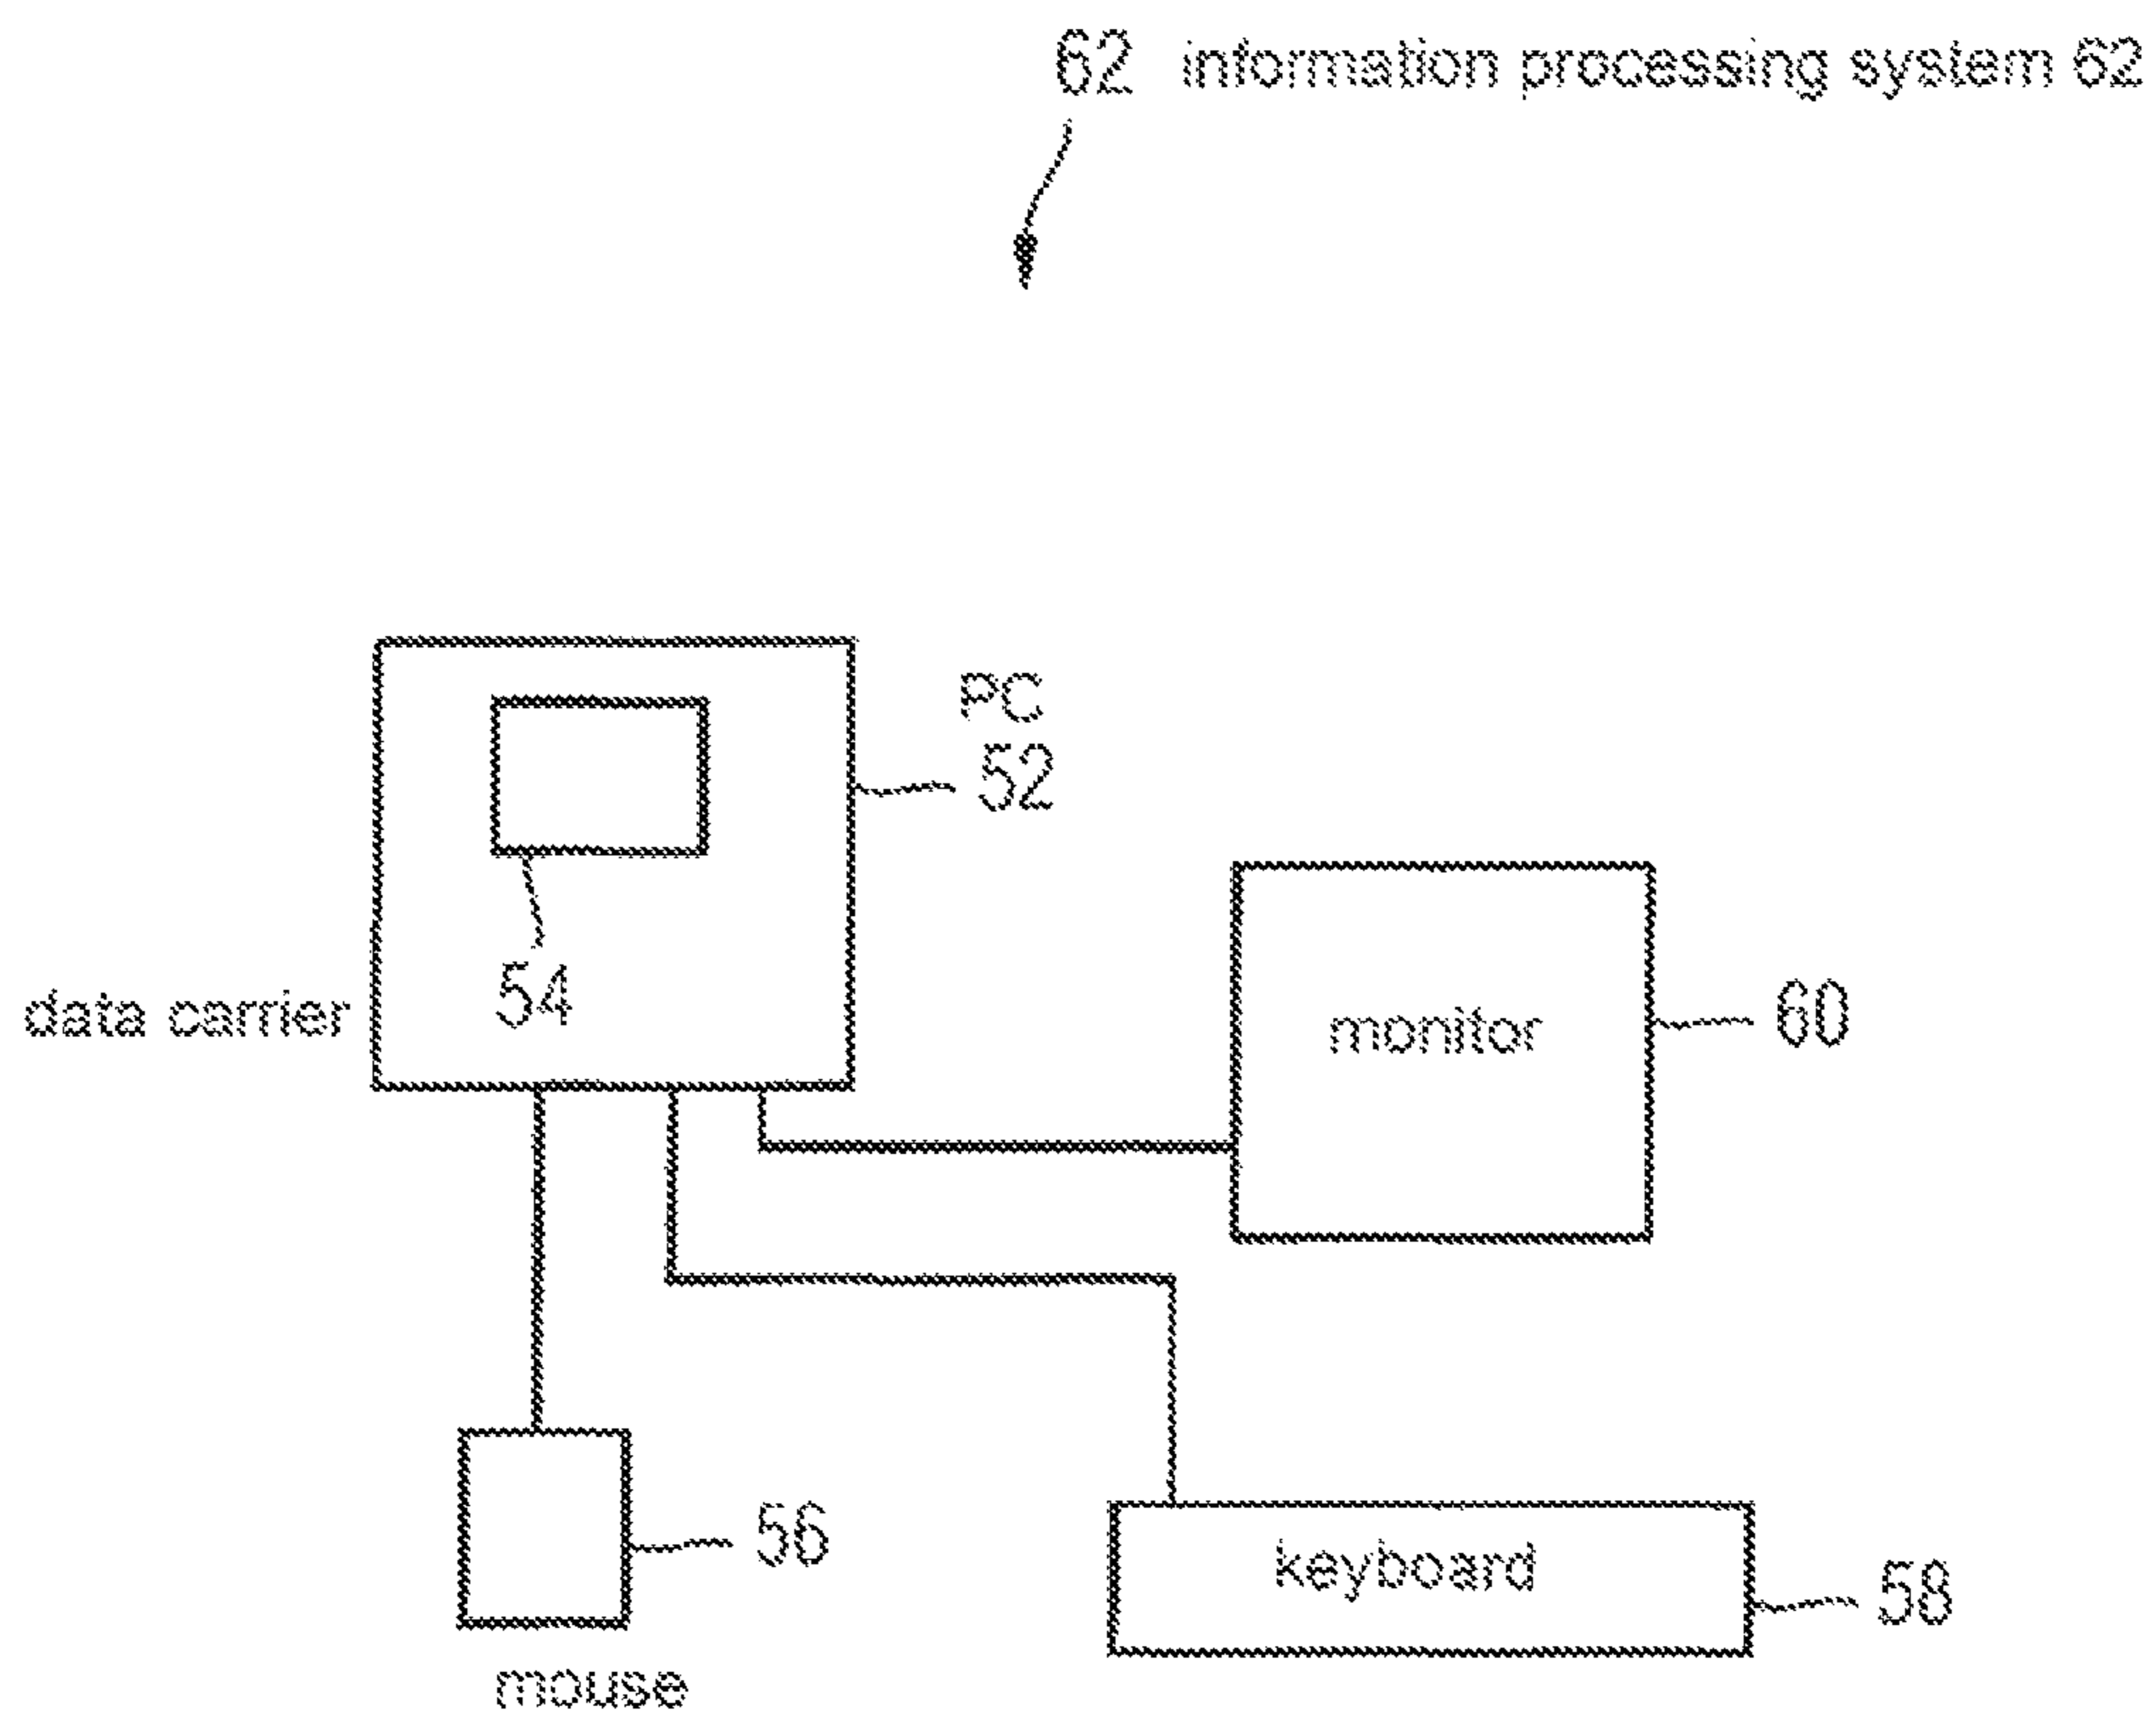 62 information processing system 62
PC
52
54
data carrier
monitor
60
56
keyboard
58
mouse